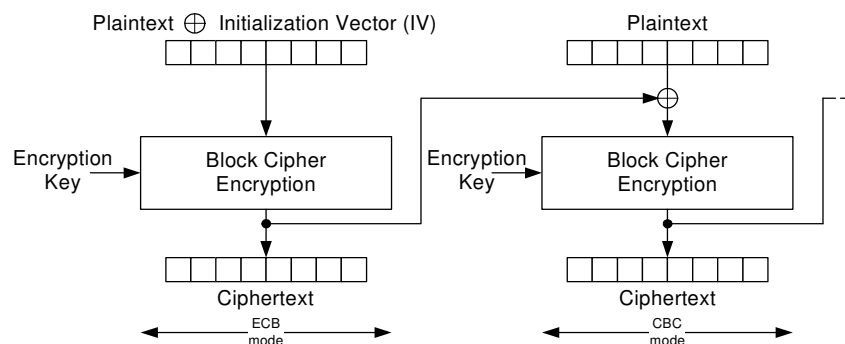 Plaintext ⊕ Initialization Vector (IV)
Plaintext
Encryption
Key
Block Cipher
Encryption
Encryption
Key
Block Cipher
Encryption
Ciphertext
Ciphertext
ECB
mode
CBC
mode